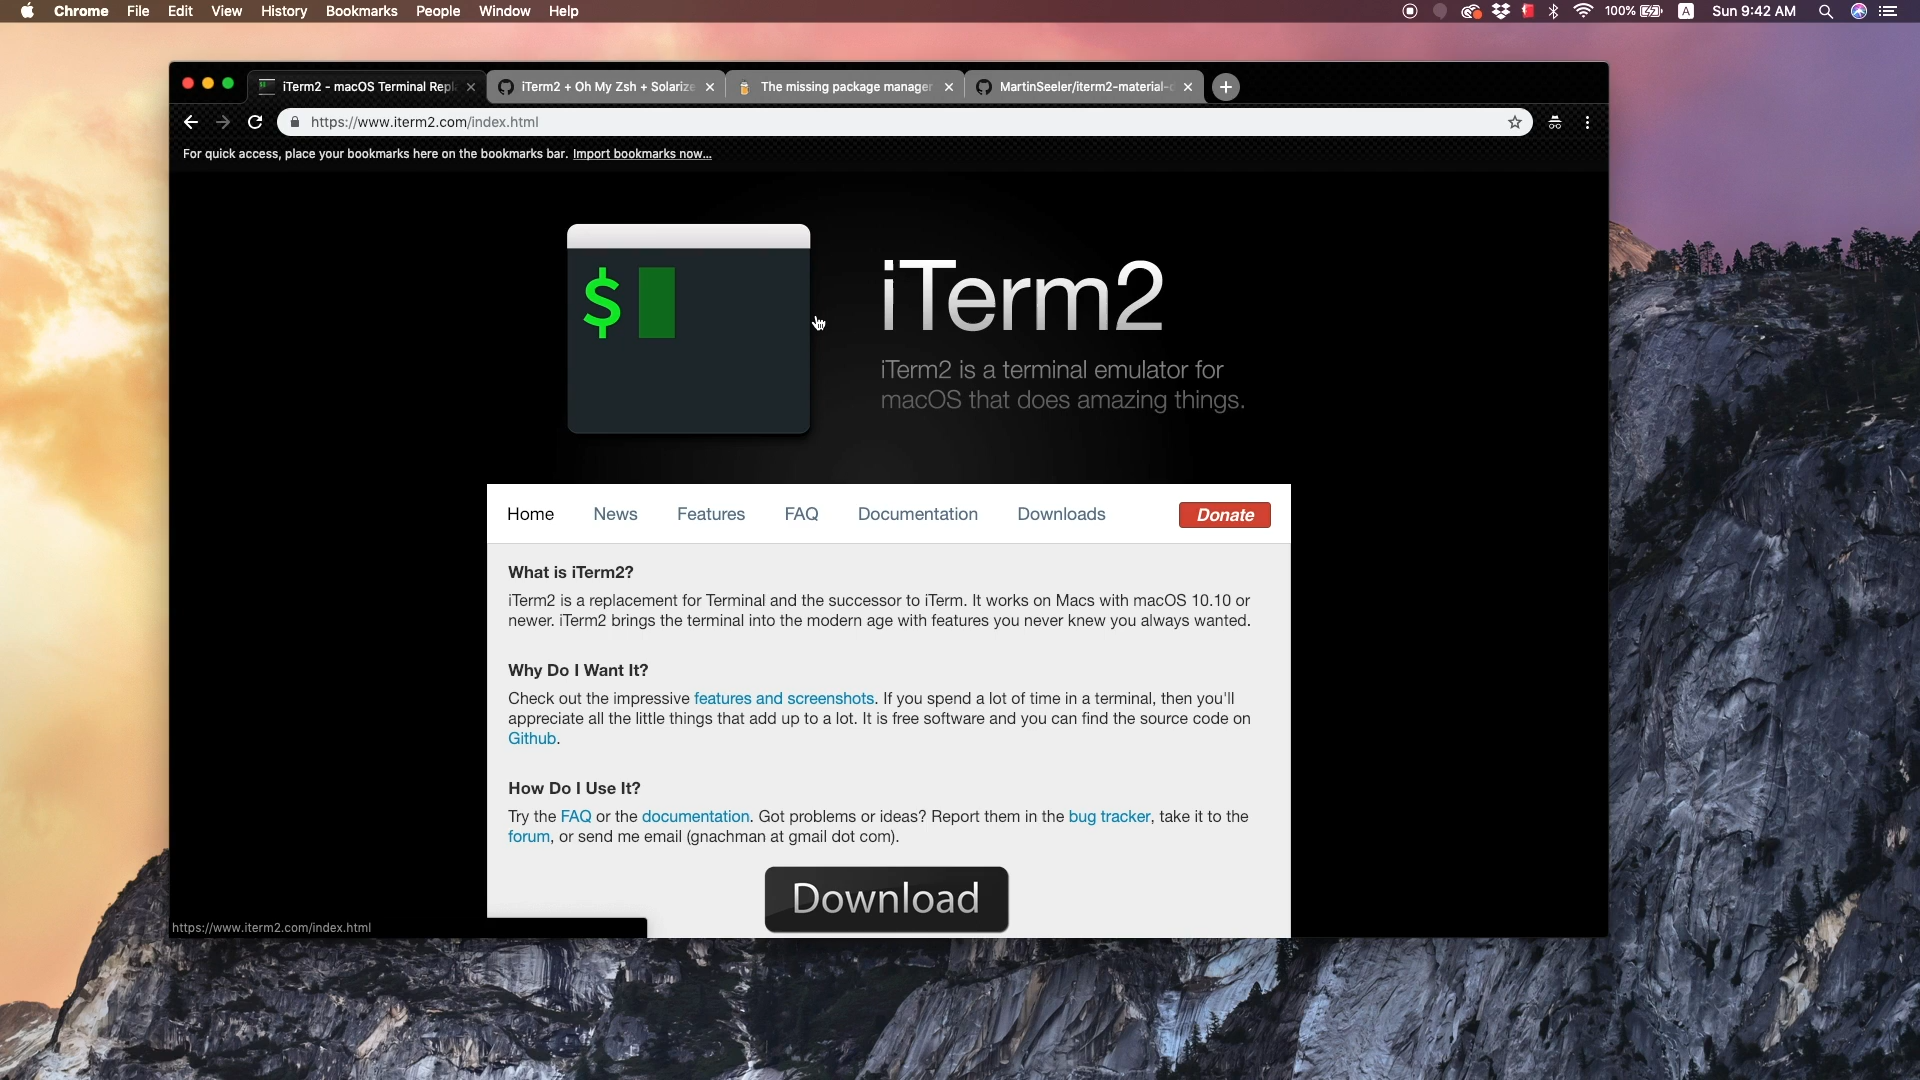 Chrome File Edit View History Bookmarks People Window Help 100% A Sun 9:42 AM
iTerm2 - macOS Terminal Repl iTerm2 + Oh My Zsh + Solarize The missing package manager MartinSeeler/iterm2-material-d
https://www.iterm2.com/index.html
For quick access, place your bookmarks here on the bookmarks bar. Import bookmarks now...
$
iTerm2
iTerm2 is a terminal emulator for
macOS that does amazing things.
Home News Features FAQ Documentation Downloads Donate
What is iTerm2?
iTerm2 is a replacement for Terminal and the successor to iTerm. It works on Macs with macOS 10.10 or
newer. iTerm2 brings the terminal into the modern age with features you never knew you always wanted.
Why Do I Want It?
Check out the impressive features and screenshots. If you spend a lot of time in a terminal, then you'll
appreciate all the little things that add up to a lot. It is free software and you can find the source code on
Github.
How Do I Use It?
Try the FAQ or the documentation. Got problems or ideas? Report them in the bug tracker, take it to the
forum, or send me email (gnachman at gmail dot com).
Download
https://www.iterm2.com/index.html